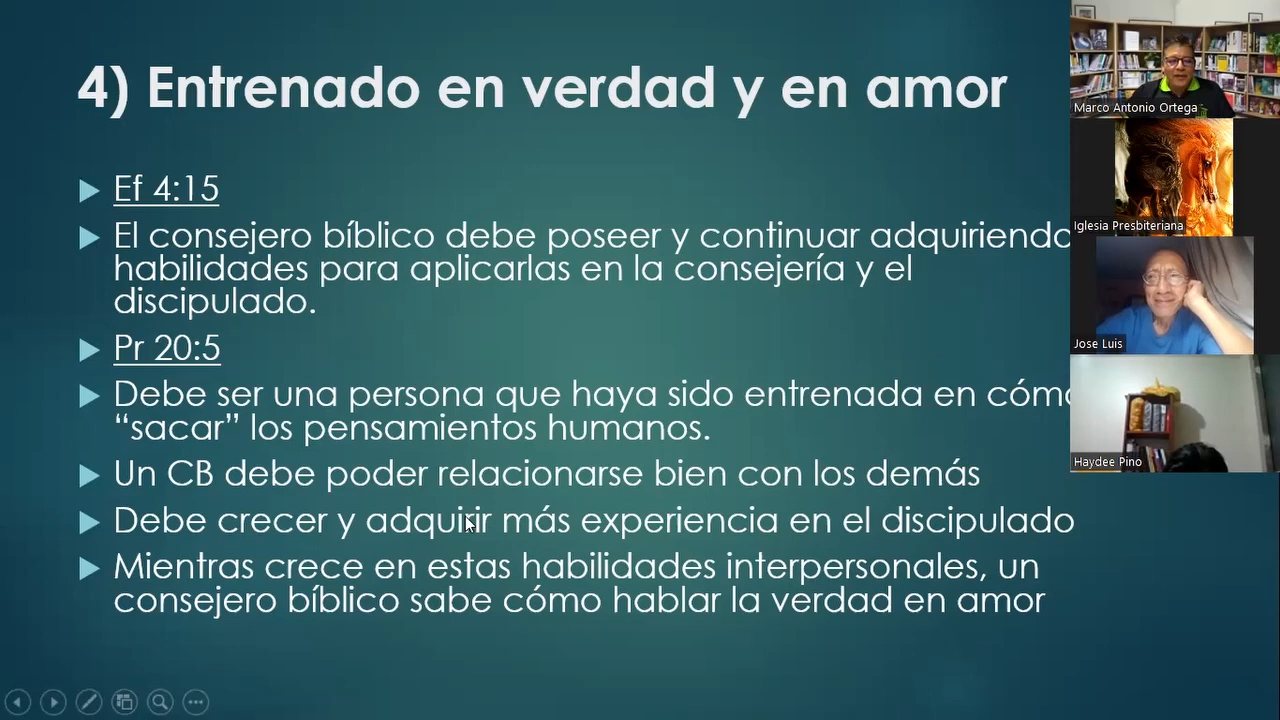 4) Entrenado en verdad y en amor
Ef 4:15
El consejero bíblico debe poseer y continuar adquiriendo
habilidades para aplicarlas en la consejería y el
discipulado.
Pr 20:5
Debe ser una persona que haya sido entrenada en cómo
“sacar” los pensamientos humanos.
Un CB debe poder relacionarse bien con los demás
Debe crecer y adquirir más experiencia en el discipulado
Mientras crece en estas habilidades interpersonales, un
consejero bíblico sabe cómo hablar la verdad en amor
Marco Antonio Ortega
Iglesia Presbiteriana
Jose Luis
Haydee Pino